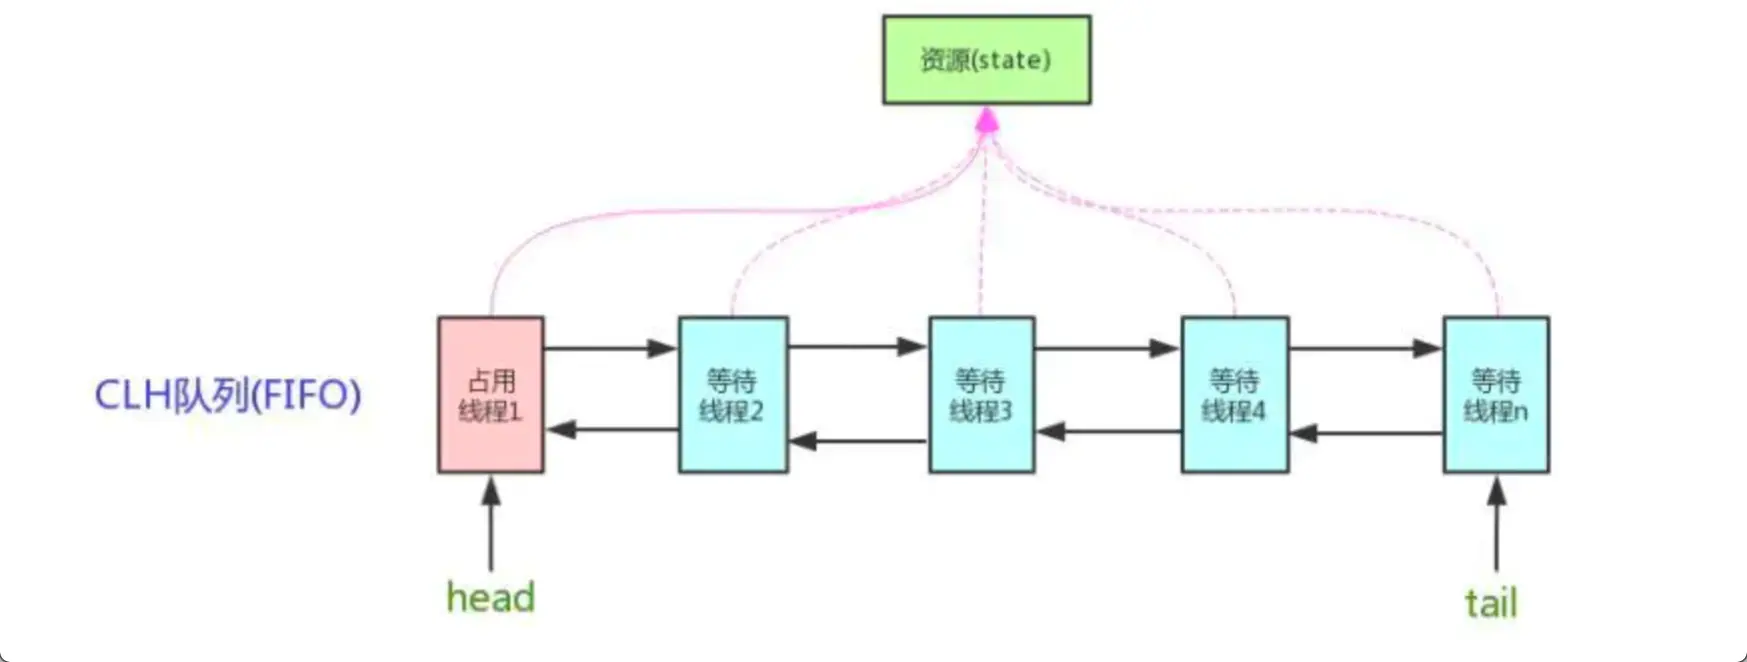 资源(state)
CLH队列(FIFO)
占用
线程1
等待
线程2
等待
线程3
等待
线程4
等待
线程n
head
tail